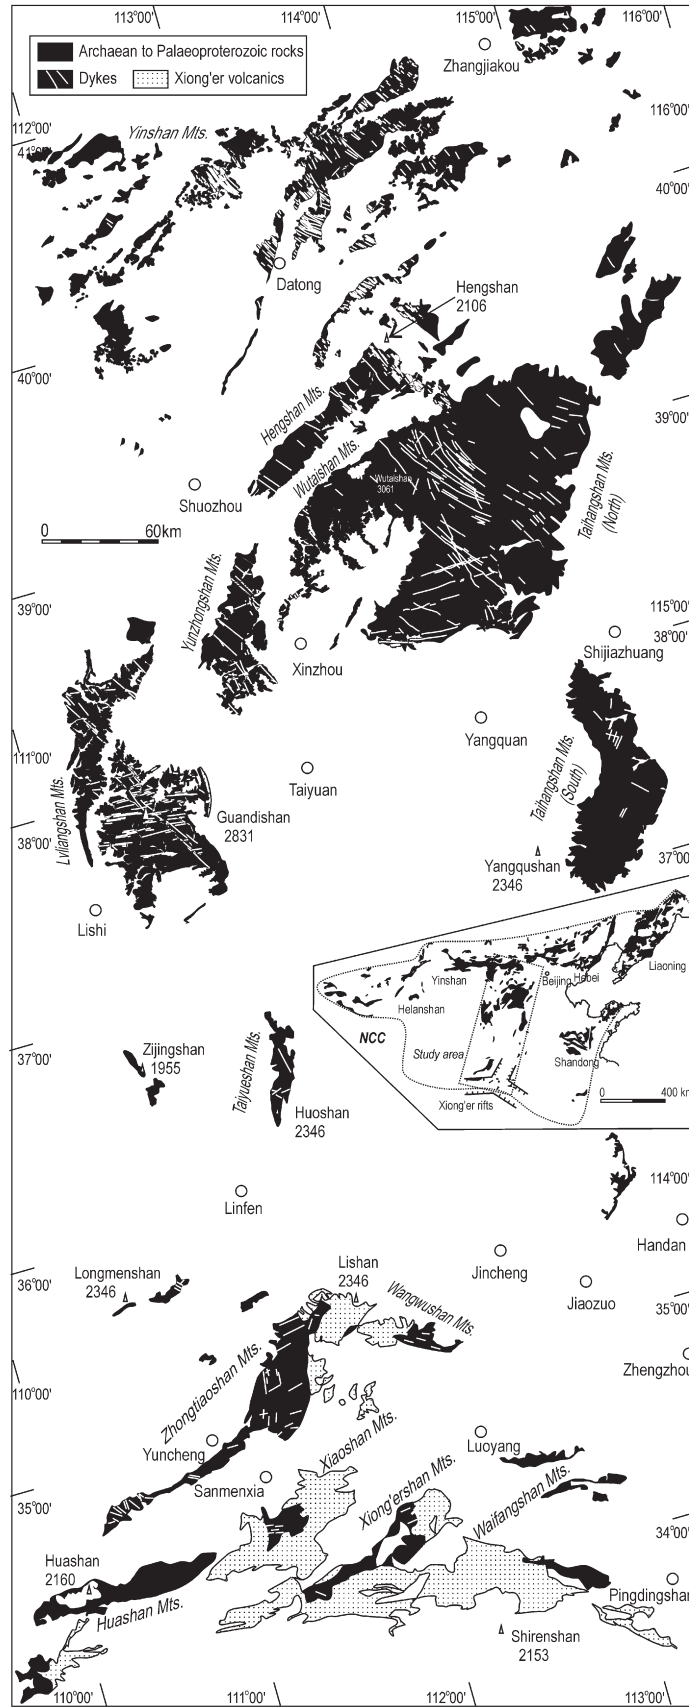 113°00'
114°00'
115°00'
116°00'
Archaean to Palaeoproterozoic rocks
Dykes
Xiong'er volcanics
Zhangjiakou
112°00'
41°00'
Yinshan Mts.
116°00'
40°00'
Datong
Hengshan
2106
40°00'
39°00'
Hengshan Mts.
Wutaishan Mts.
Wutaishan
3061
Taihangshan Mts.
(North)
Shuozhou
0
60km
39°00'
Yunzhongshan Mts.
115°00'
38°00'
Xinzhou
Shijiazhuang
Yangquan
111°00'
Taiyuan
Taihangshan Mts.
(South)
Lvliangshan Mts.
Guandishan
2831
38°00'
37°00'
Yangqushan
2346
Lishi
Liaoning
Yinshan
Beijing
Hebei
Helanshan
NCC
Study area
Shandong
0
400 km
Xiong'er rifts
37°00'
Zijingshan
1955
Taiyueshan Mts.
Huoshan
2346
114°00'
Linfen
Handan
Jincheng
Jiaozuo
36°00'
Longmenshan
2346
Lishan
2346
Wangwushan Mts.
35°00'
Zhengzhou
110°00'
Zhongtiaoshan Mts.
Yuncheng
Xiaoshan Mts.
Luoyang
Sanmenxia
Xiong'ershan Mts.
Waifangshan Mts.
35°00'
34°00'
Huashan
2160
Huashan Mts.
Pingdingshan
Shirenshan
2153
110°00'
111°00'
112°00'
113°00'